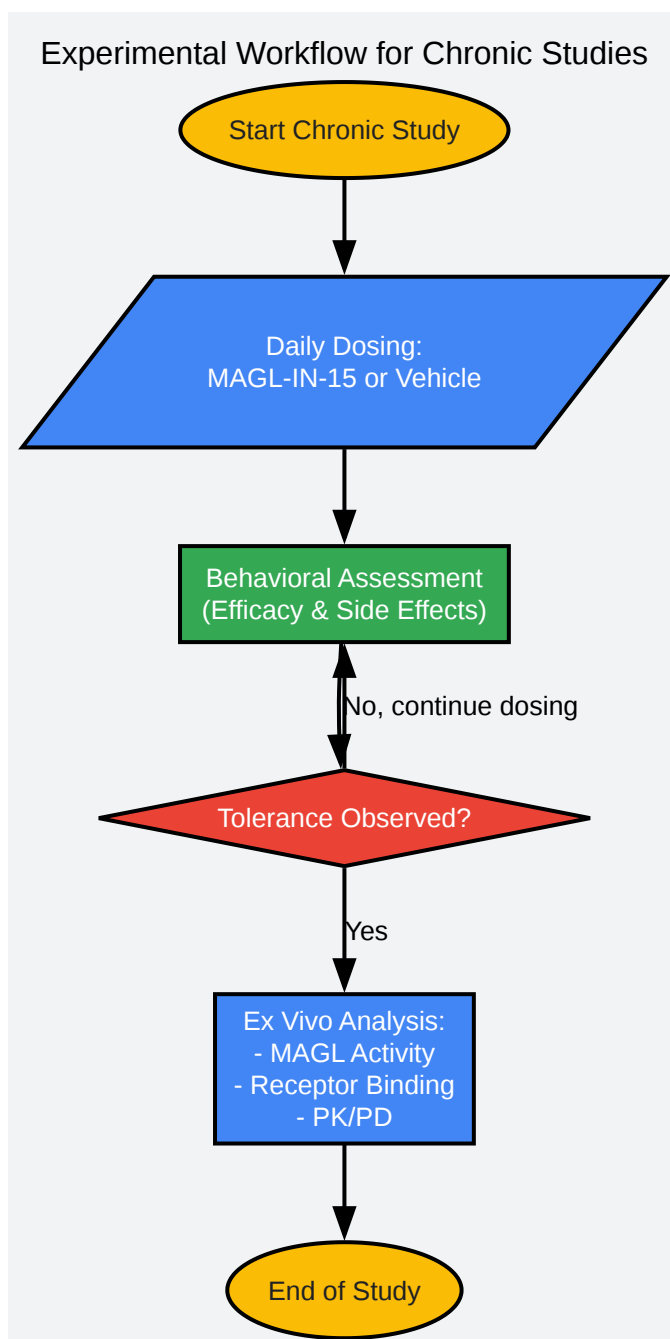 Experimental Workflow for Chronic Studies
Start Chronic Study
Daily Dosing:
MAGL-IN-15 or Vehicle
Behavioral Assessment
(Efficacy & Side Effects)
No, continue dosing
Tolerance Observed?
Yes
Ex Vivo Analysis:
- MAGL Activity
- Receptor Binding
- PK/PD
End of Study